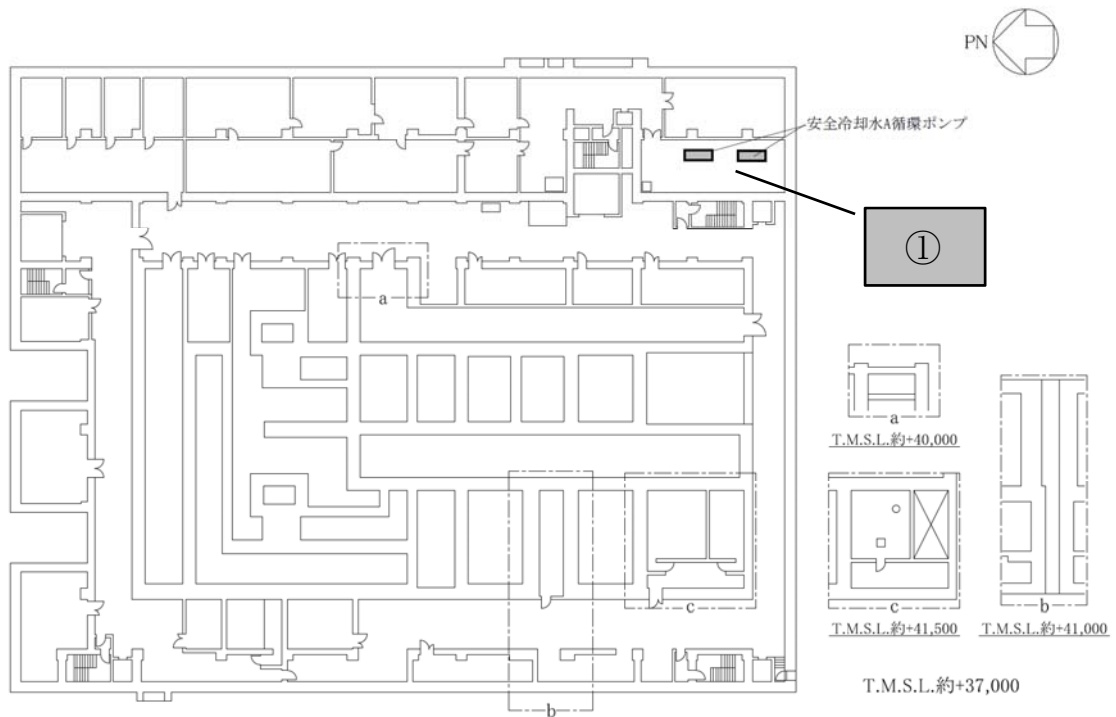 PN
安全冷却水A循環ポンプ
①
a
a
T.M.S.L.約+40,000
c
c
T.M.S.L.約+41,500
b
T.M.S.L.約+41,000
b
T.M.S.L.約+37,000